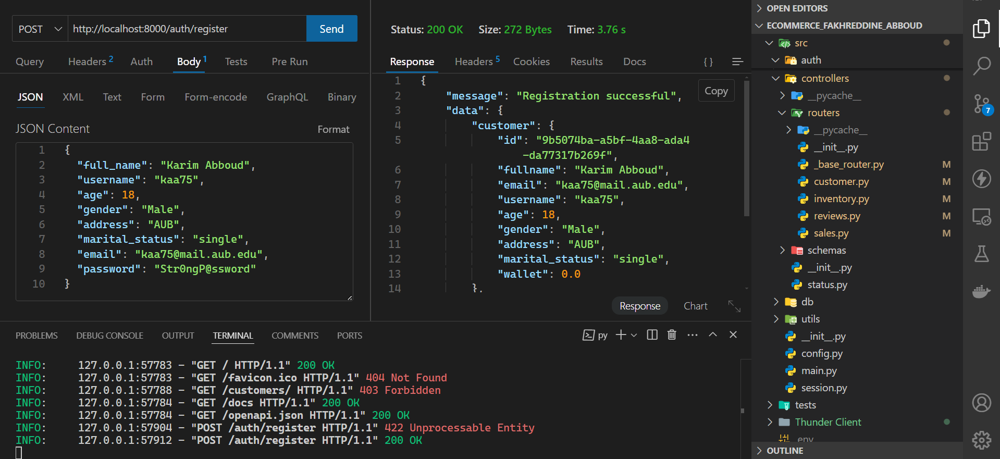 POST
http://localhost:8000/auth/register
Send
Query
Headers 2
Auth
Body 1
Tests
Pre Run
JSON
XML
Text
Form
Form-encode
GraphQL
Binary
JSON Content
Format
1 {
2 "full_name": "Karim Abboud",
3 "username": "kaa75",
4 "age": 18,
5 "gender": "Male",
6 "address": "AUB",
7 "marital_status": "single",
8 "email": "kaa75@mail.aub.edu",
9 "password": "Str0ngP@ssword"
10 }
Status: 200 OK
Size: 272 Bytes
Time: 3.76 s
Response
Headers 5
Cookies
Results
Docs
{ }
Copy
1 {
2 "message": "Registration successful",
3 "data": {
4 "customer": {
5 "id": "9b5074ba-a5bf-4aa8-ada4
-da77317b269f",
6 "fullname": "Karim Abboud",
7 "email": "kaa75@mail.aub.edu",
8 "username": "kaa75",
9 "age": 18,
10 "gender": "Male",
11 "address": "AUB",
12 "marital_status": "single",
13 "wallet": 0.0
14 },
Response
Chart
PROBLEMS
DEBUG CONSOLE
OUTPUT
TERMINAL
COMMENTS
PORTS
py
INFO: 127.0.0.1:57783 - "GET / HTTP/1.1" 200 OK
INFO: 127.0.0.1:57783 - "GET /favicon.ico HTTP/1.1" 404 Not Found
INFO: 127.0.0.1:57788 - "GET /customers/ HTTP/1.1" 403 Forbidden
INFO: 127.0.0.1:57784 - "GET /docs HTTP/1.1" 200 OK
INFO: 127.0.0.1:57784 - "GET /openapi.json HTTP/1.1" 200 OK
INFO: 127.0.0.1:57904 - "POST /auth/register HTTP/1.1" 422 Unprocessable Entity
INFO: 127.0.0.1:57912 - "POST /auth/register HTTP/1.1" 200 OK
OPEN EDITORS
ECOMMERCE_FAKHREDDINE_ABBOUD
src
auth
controllers
__pycache__
routers
__pycache__
__init__.py
_base_router.py M
customer.py M
inventory.py M
reviews.py M
sales.py M
schemas
__init__.py
status.py
db
utils
__init__.py
config.py
main.py
session.py
tests
Thunder Client
.env
OUTLINE
7